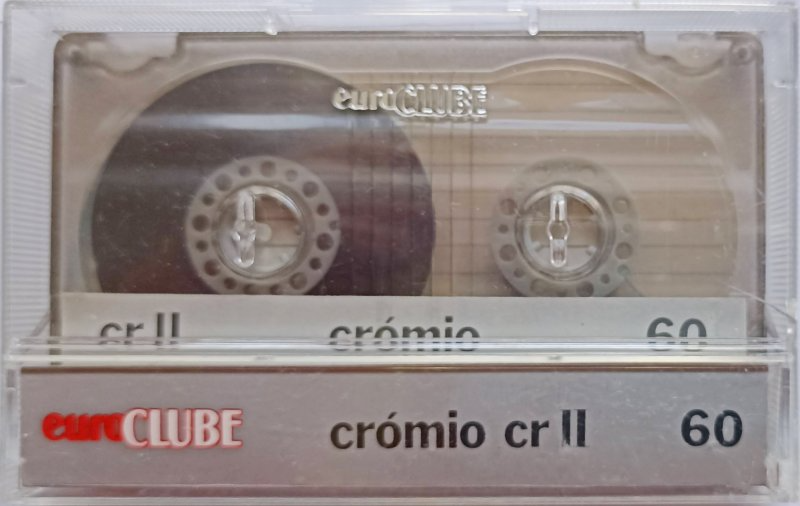 euroCLUBE
cr II crómio 60
euroCLUBE crómio cr II 60